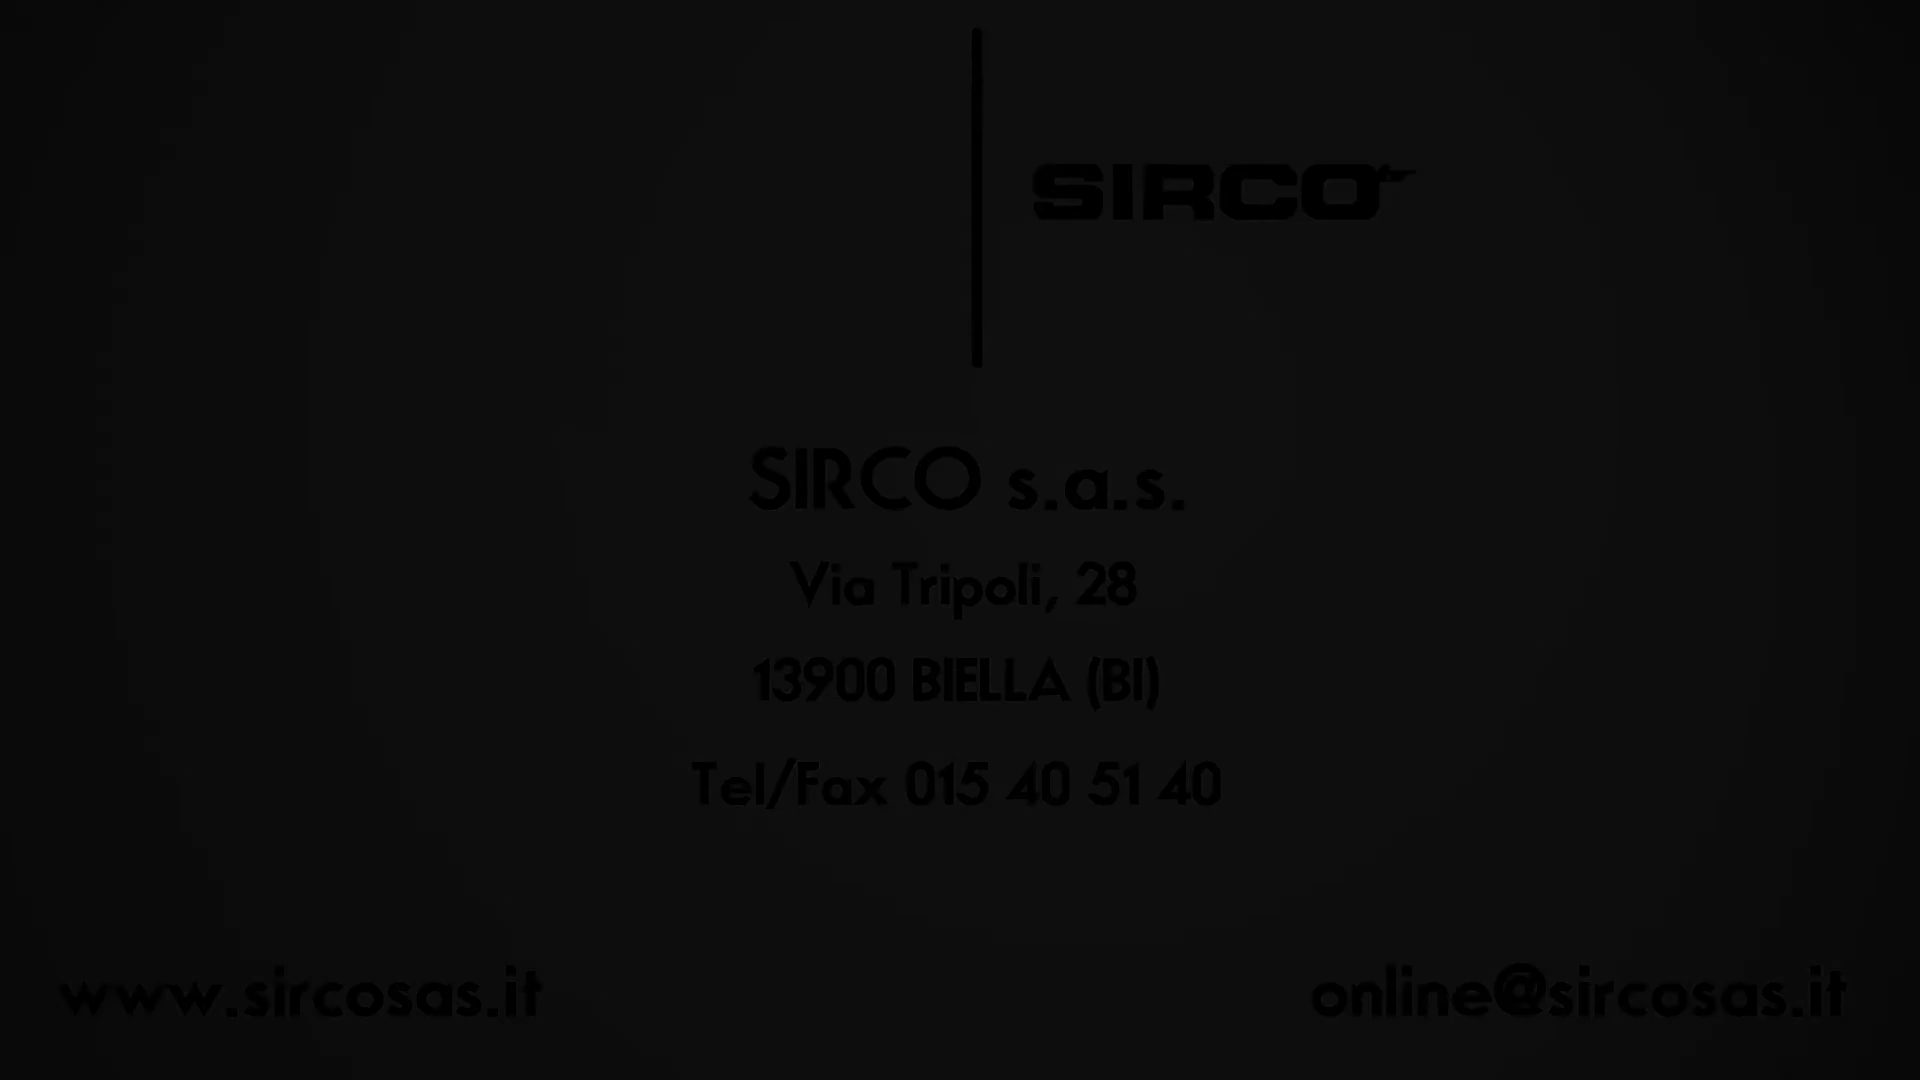 SIRCO
SIRCO s.a.s.
Via Tripoli, 28
13900 BIELLA (BI)
Tel/Fax 015 40 51 40
www.sircosas.it
online@sircosas.it